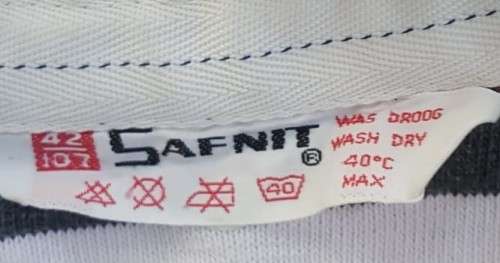 42
107
SAFNIT ®
WAS DROOG
WASH DRY
40°C
MAX
40